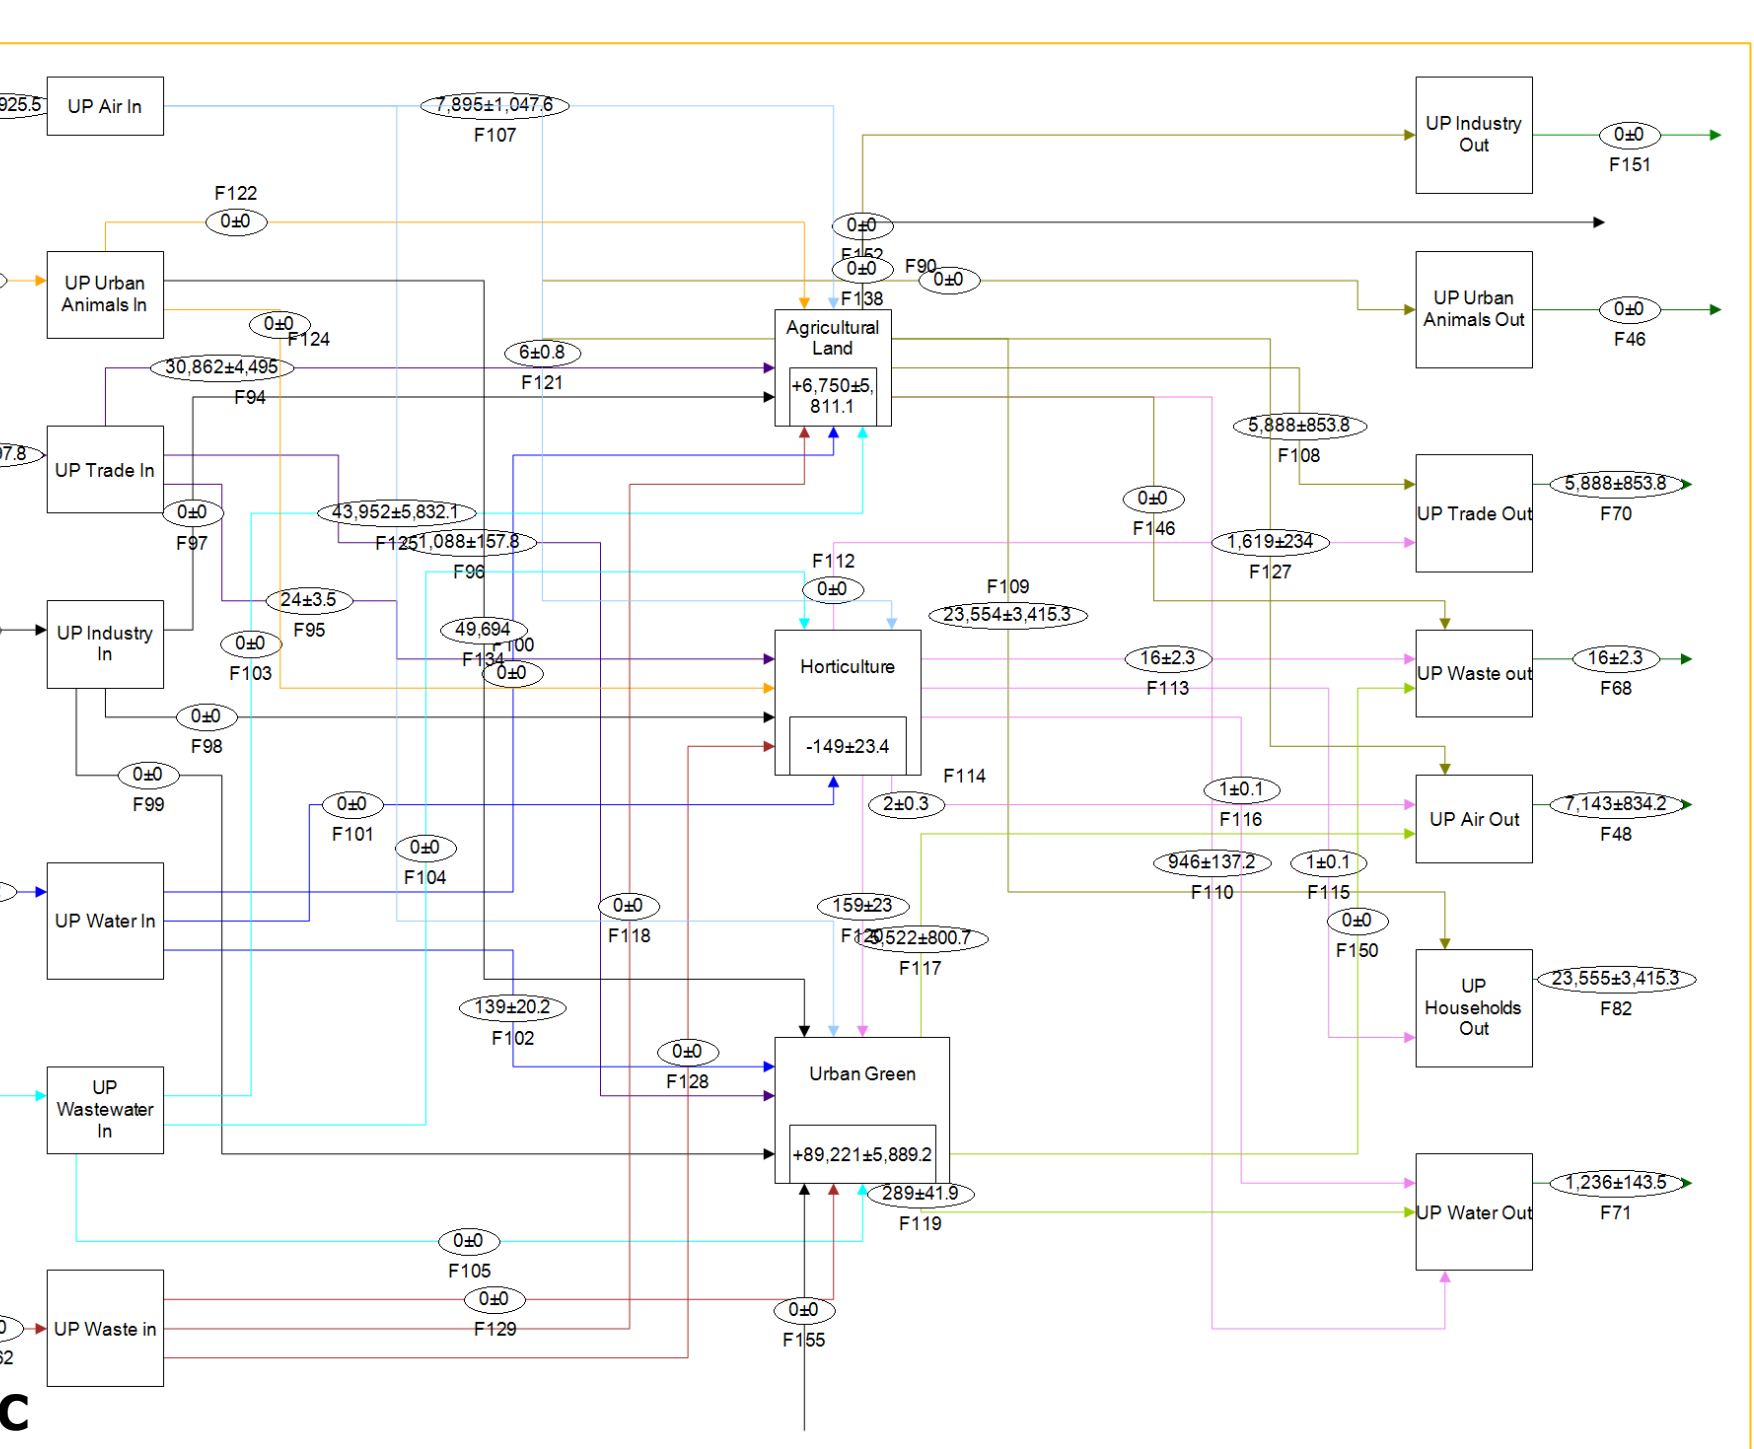 925.5
UP Air In
7,895±1,047.6
F107
UP Industry
Out
0±0
F151
F122
0±0
0±0
F152
0±0
F138
F90
0±0
UP Urban
Animals In
0±0
F124
UP Urban
Animals Out
0±0
F46
Agricultural
Land
+6,750±5,
811.1
6±0.8
F121
30,862±4,495
F94
5,888±853.8
F108
97.8
UP Trade In
0±0
F97
43,952±5,832.1
F125
1,088±157.8
F96
0±0
F146
1,619±234
F127
UP Trade Out
5,888±853.8
F70
F112
0±0
F109
23,554±3,415.3
24±3.5
F95
UP Industry
In
0±0
F103
49,694
F134
F100
0±0
Horticulture
-149±23.4
16±2.3
F113
UP Waste out
16±2.3
F68
0±0
F98
0±0
F99
0±0
F101
0±0
F104
F114
2±0.3
1±0.1
F116
UP Air Out
7,143±834.2
F48
946±137.2
F110
1±0.1
F115
0±0
F150
UP Water In
0±0
F118
159±23
F120
5,522±800.7
F117
139±20.2
F102
0±0
F128
UP
Households
Out
23,555±3,415.3
F82
UP
Wastewater
In
Urban Green
+89,221±5,889.2
289±41.9
F119
UP Water Out
1,236±143.5
F71
0±0
F105
0±0
F129
0±0
F155
0
62
UP Waste in
C